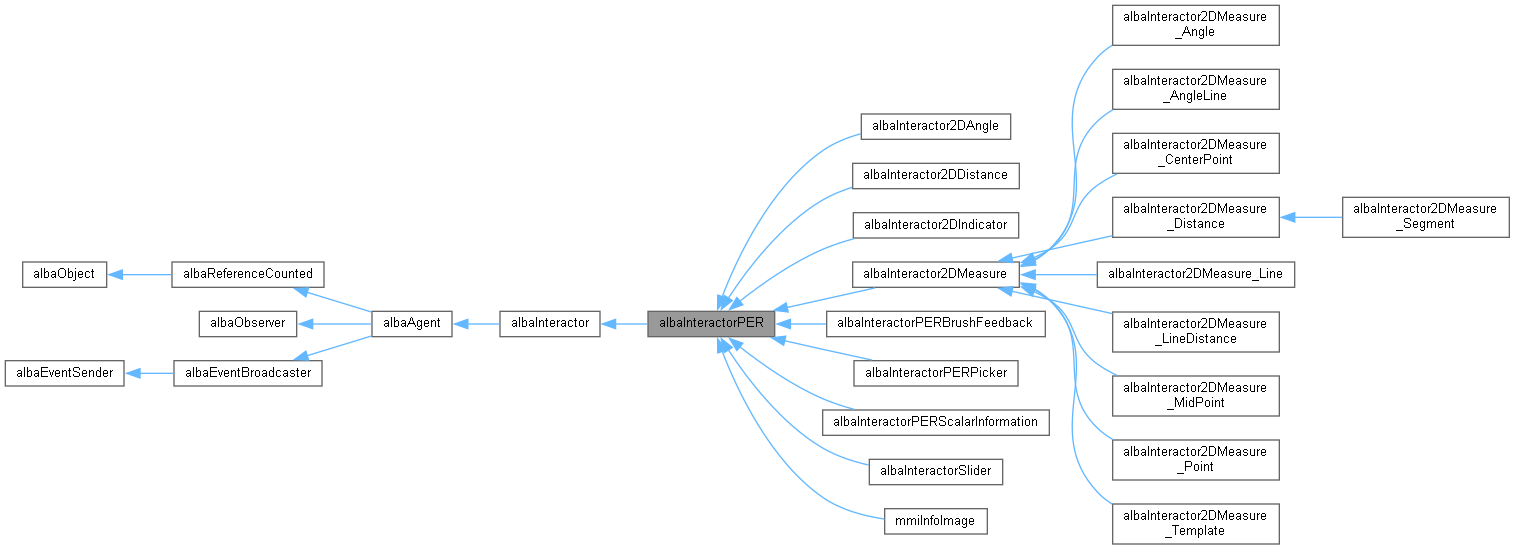 albaObject
albaReferenceCounted
albaObserver
albaEventSender
albaEventBroadcaster
albaAgent
albaInteractor
albaInteractorPER
albaInteractor2DAngle
albaInteractor2DDistance
albaInteractor2DIndicator
albaInteractor2DMeasure
albaInteractorPERBrushFeedback
albaInteractorPERPicker
albaInteractorPERScalarInformation
albaInteractorSlider
mmiInfoImage
albaInteractor2DMeasure
_Angle
albaInteractor2DMeasure
_AngleLine
albaInteractor2DMeasure
_CenterPoint
albaInteractor2DMeasure
_Distance
albaInteractor2DMeasure_Line
albaInteractor2DMeasure
_LineDistance
albaInteractor2DMeasure
_MidPoint
albaInteractor2DMeasure
_Point
albaInteractor2DMeasure
_Template
albaInteractor2DMeasure
_Segment